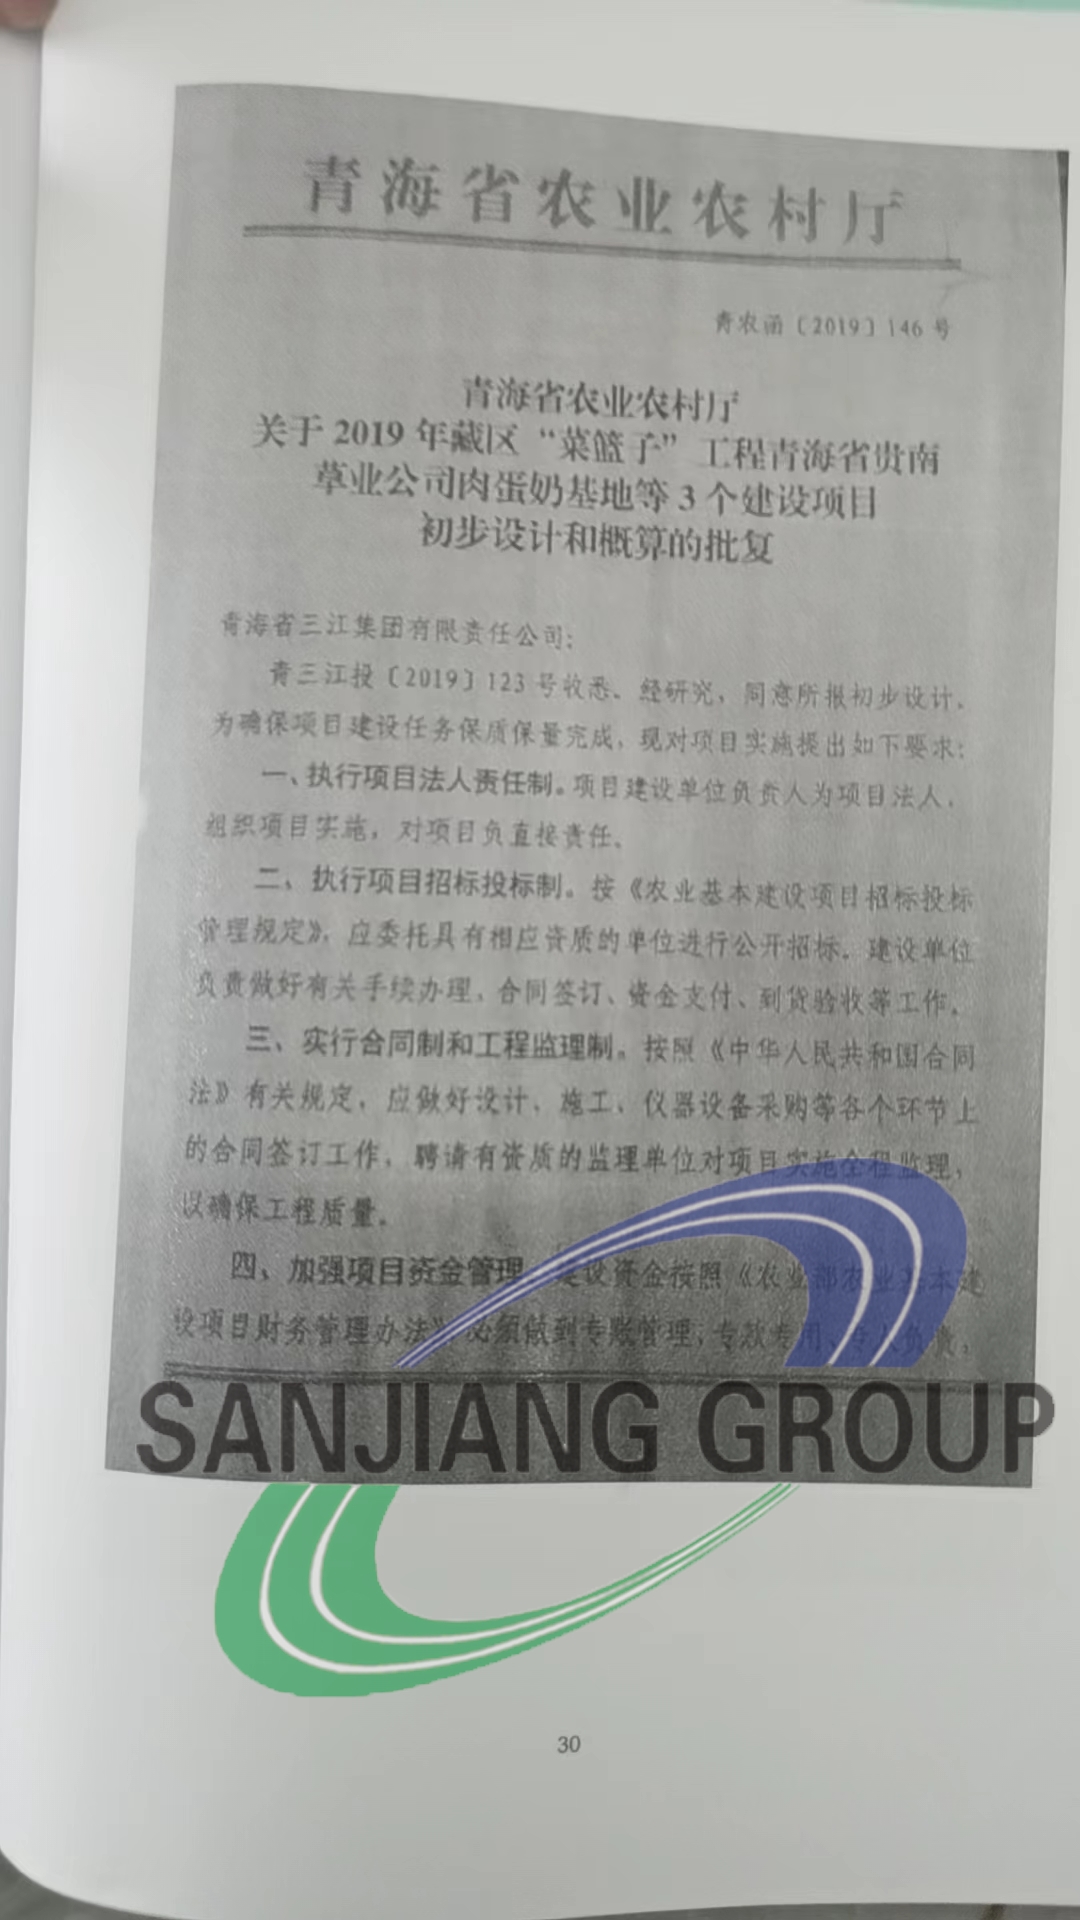 青海省农业农村厅
青农函〔2019〕146号
青海省农业农村厅
关于2019年藏区“菜篮子”工程青海省贵南
草业公司肉蛋奶基地等3个建设项目
初步设计和概算的批复
青海省三江集团有限责任公司:
青三江投〔2019〕123号收悉、经研究,同意所报初步设计,
为确保项目建设任务保质保量完成,现对项目实施提出如下要求:
一、执行项目法人责任制。项目建设单位负责人为项目法人,
组织项目实施,对项目负直接责任。
二、执行项目招标投标制。按《农业基本建设项目招标投标
管理规定》,应委托具有相应资质的单位进行公开招标。建设单位
负责做好有关手续办理、合同签订、资金支付、到货验收等工作。
三、实行合同制和工程监理制。按照《中华人民共和国合同
法》有关规定,应做好设计、施工、仪器设备采购等各个环节上
的合同签订工作,聘请有资质的监理单位对项目实施全程监理,
以确保工程质量。
四、加强项目资金管理。建设资金按照《农业部农业基本建
设项目财务管理办法》,必须做到专账管理,专款专用,专人负责,
SANJIANG GROUP
30